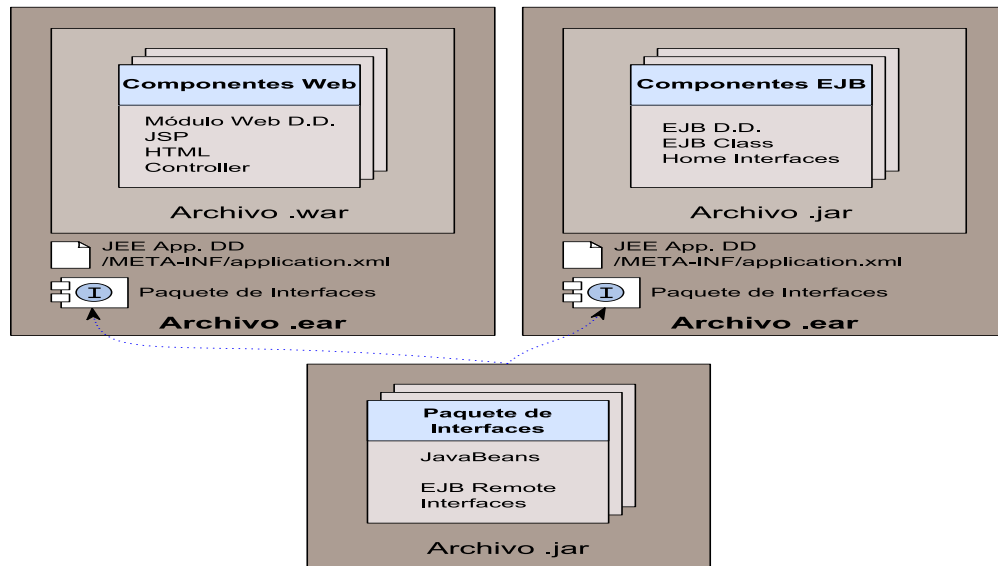 Componentes Web
Módulo Web D.D.
JSP
HTML
Controller
Archivo .war
JEE App. DD
/META-INF/application.xml
I
Paquete de Interfaces
Archivo .ear
Componentes EJB
EJB D.D.
EJB Class
Home Interfaces
Archivo .jar
JEE App. DD
/META-INF/application.xml
I
Paquete de Interfaces
Archivo .ear
Paquete de
Interfaces
JavaBeans
EJB Remote
Interfaces
Archivo .jar